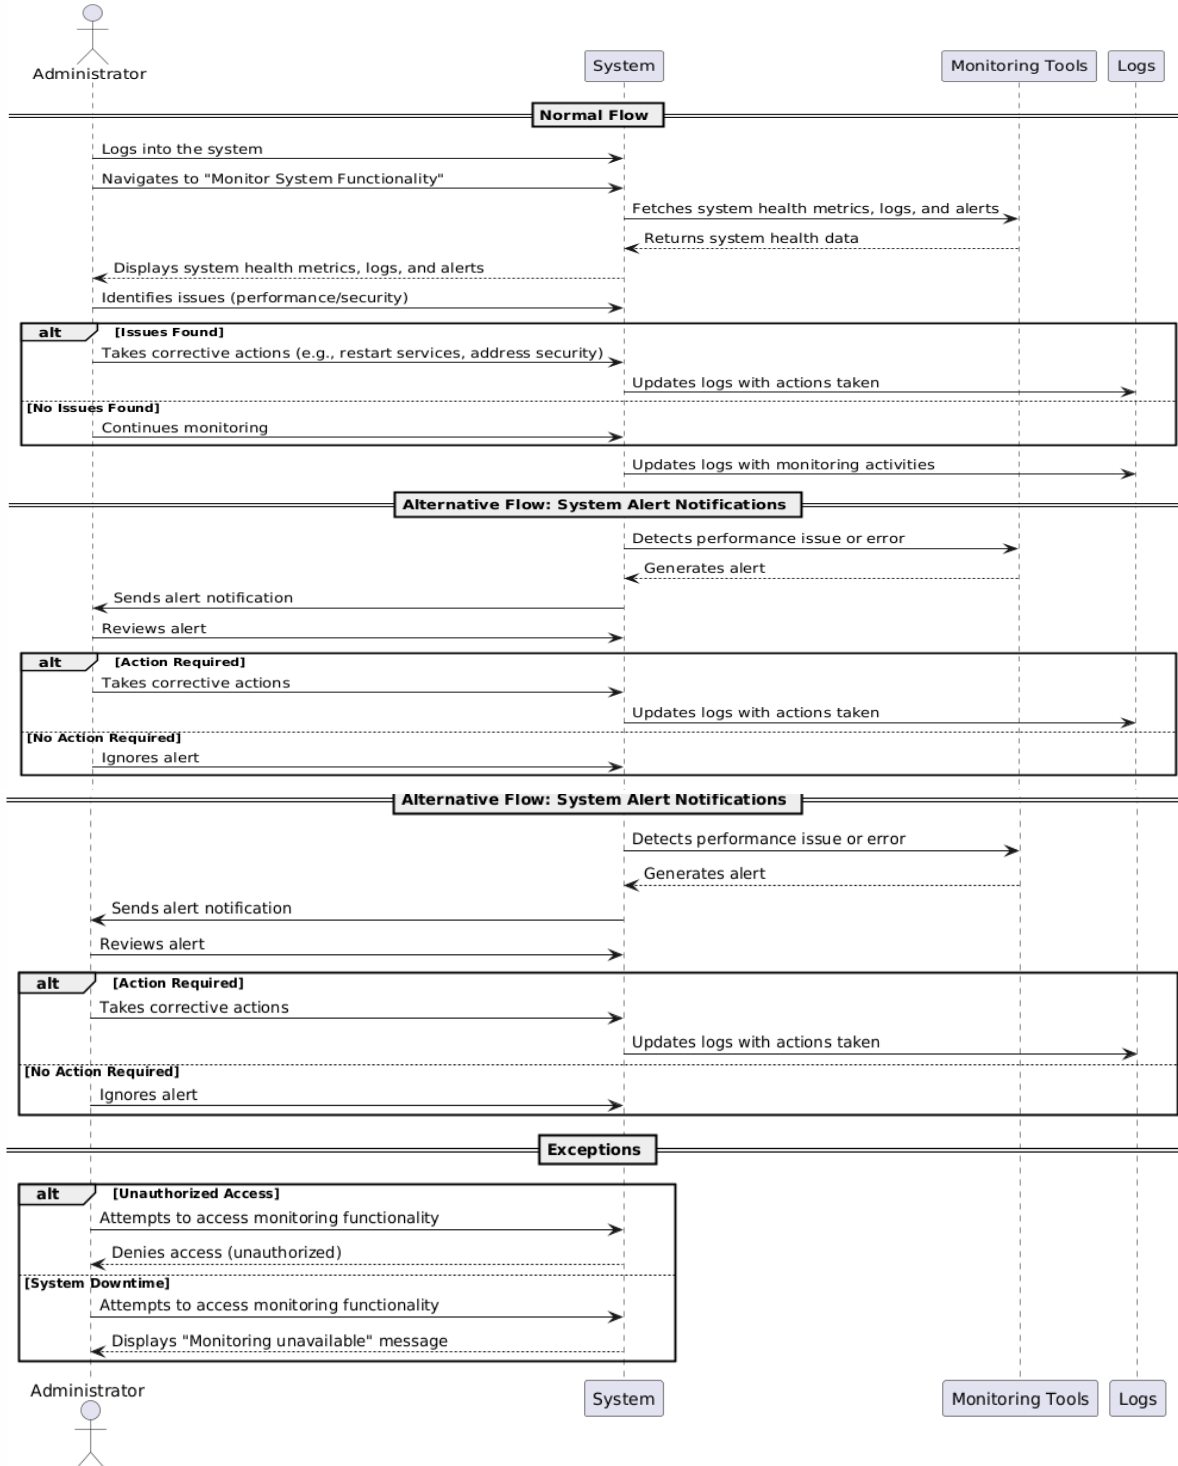 Administrator
System
Monitoring Tools
Logs
Normal Flow
Logs into the system
Navigates to "Monitor System Functionality"
Fetches system health metrics, logs, and alerts
Returns system health data
Displays system health metrics, logs, and alerts
Identifies issues (performance/security)
alt [Issues Found]
Takes corrective actions (e.g., restart services, address security)
Updates logs with actions taken
[No Issues Found]
Continues monitoring
Updates logs with monitoring activities
Alternative Flow: System Alert Notifications
Detects performance issue or error
Generates alert
Sends alert notification
Reviews alert
alt [Action Required]
Takes corrective actions
Updates logs with actions taken
[No Action Required]
Ignores alert
Alternative Flow: System Alert Notifications
Detects performance issue or error
Generates alert
Sends alert notification
Reviews alert
alt [Action Required]
Takes corrective actions
Updates logs with actions taken
[No Action Required]
Ignores alert
Exceptions
alt [Unauthorized Access]
Attempts to access monitoring functionality
Denies access (unauthorized)
[System Downtime]
Attempts to access monitoring functionality
Displays "Monitoring unavailable" message
Administrator
System
Monitoring Tools
Logs